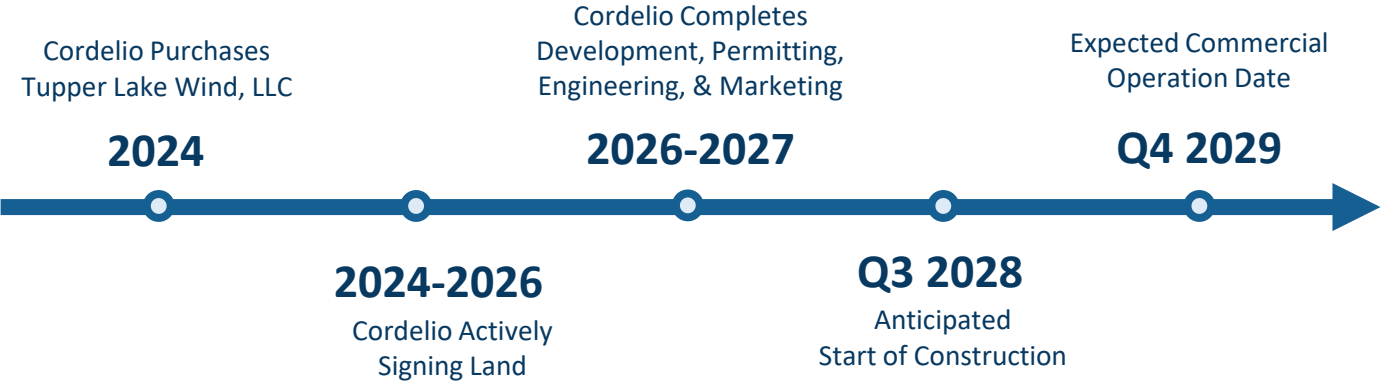 Cordelio Purchases
Tupper Lake Wind, LLC
2024
2024-2026
Cordelio Actively
Signing Land
Cordelio Completes
Development, Permitting,
Engineering, & Marketing
2026-2027
Q3 2028
Anticipated
Start of Construction
Expected Commercial
Operation Date
Q4 2029